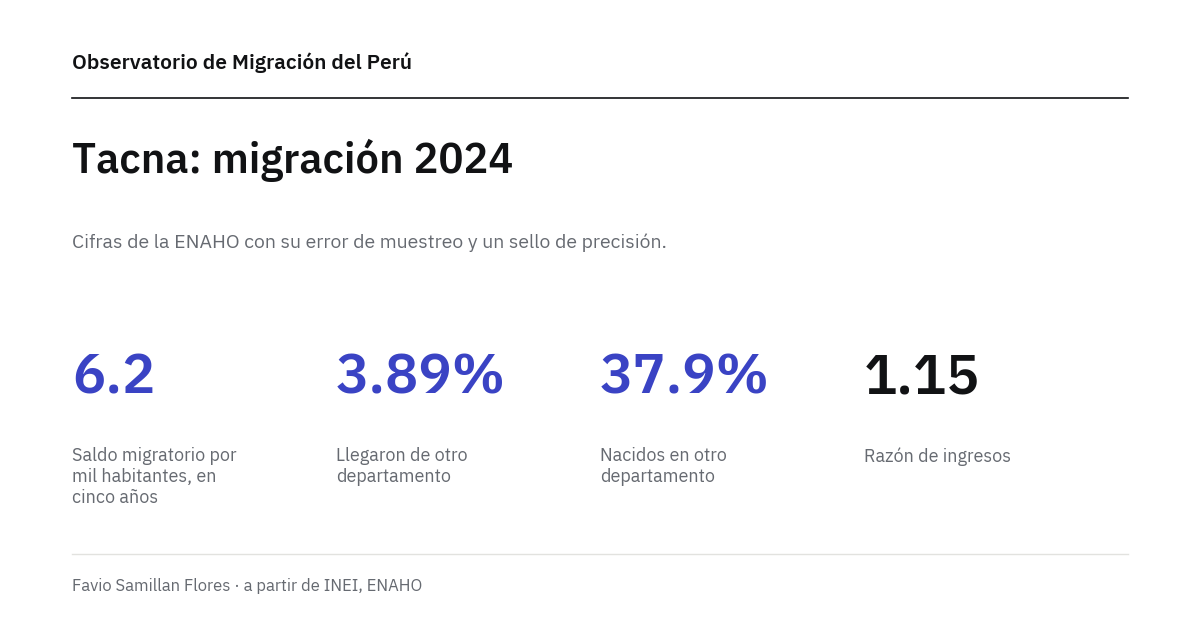 Observatorio de Migración del Perú
Tacna: migración 2024
Cifras de la ENAHO con su error de muestreo y un sello de precisión.
6.2
Saldo migratorio por
mil habitantes, en
cinco años
3.89%
Llegaron de otro
departamento
37.9%
Nacidos en otro
departamento
1.15
Razón de ingresos
Favio Samillan Flores · a partir de INEI, ENAHO